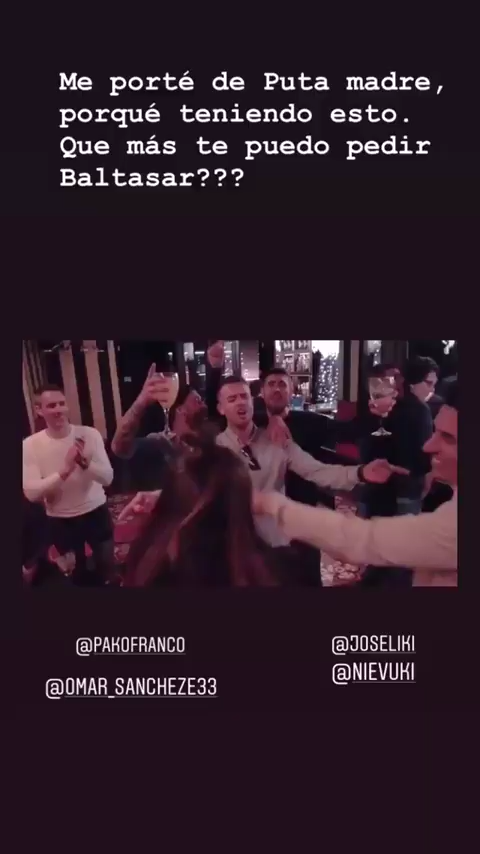 Me porté de Puta madre,
porqué teniendo esto.
Que más te puedo pedir
Baltasar???
@PAKOFRANCO
@JOSELIKI
@OMAR_SANCHEZE33
@NIEVUKI